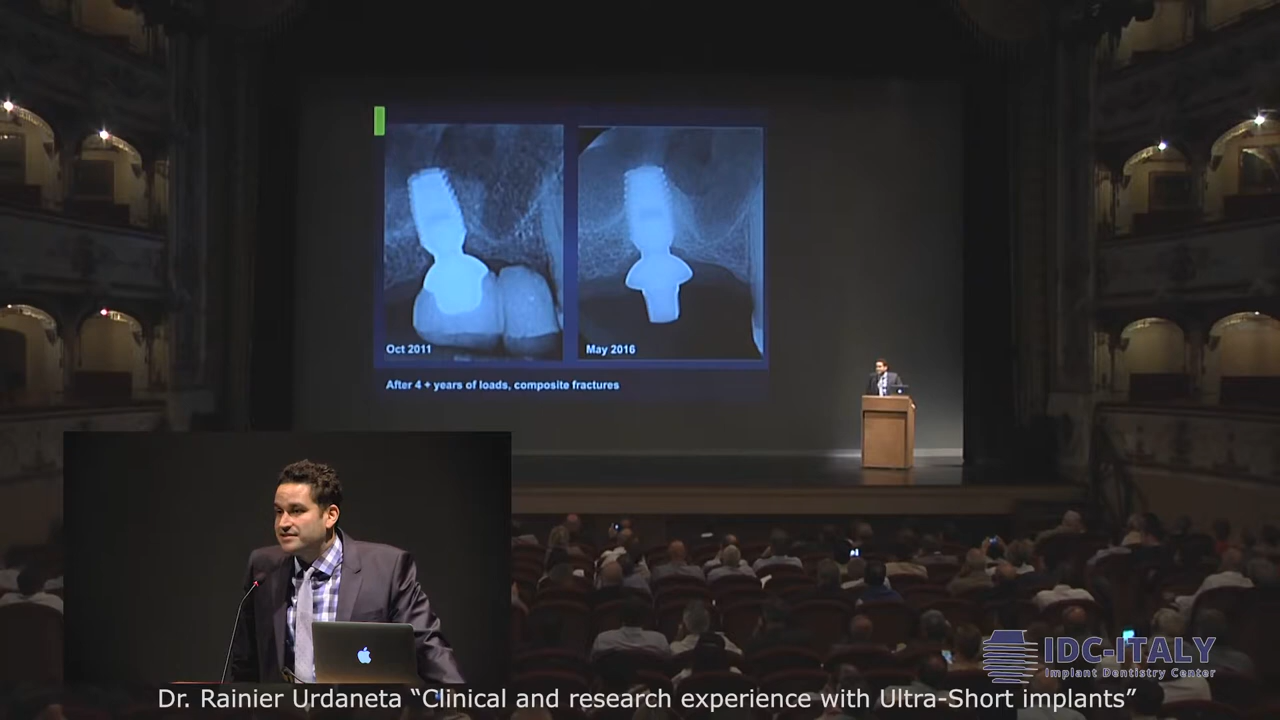 Oct 2011
May 2016
After 4 + years of loads, composite fractures
IDC-ITALY
Implant Dentistry Center
Dr. Rainier Urdaneta “Clinical and research experience with Ultra-Short implants”